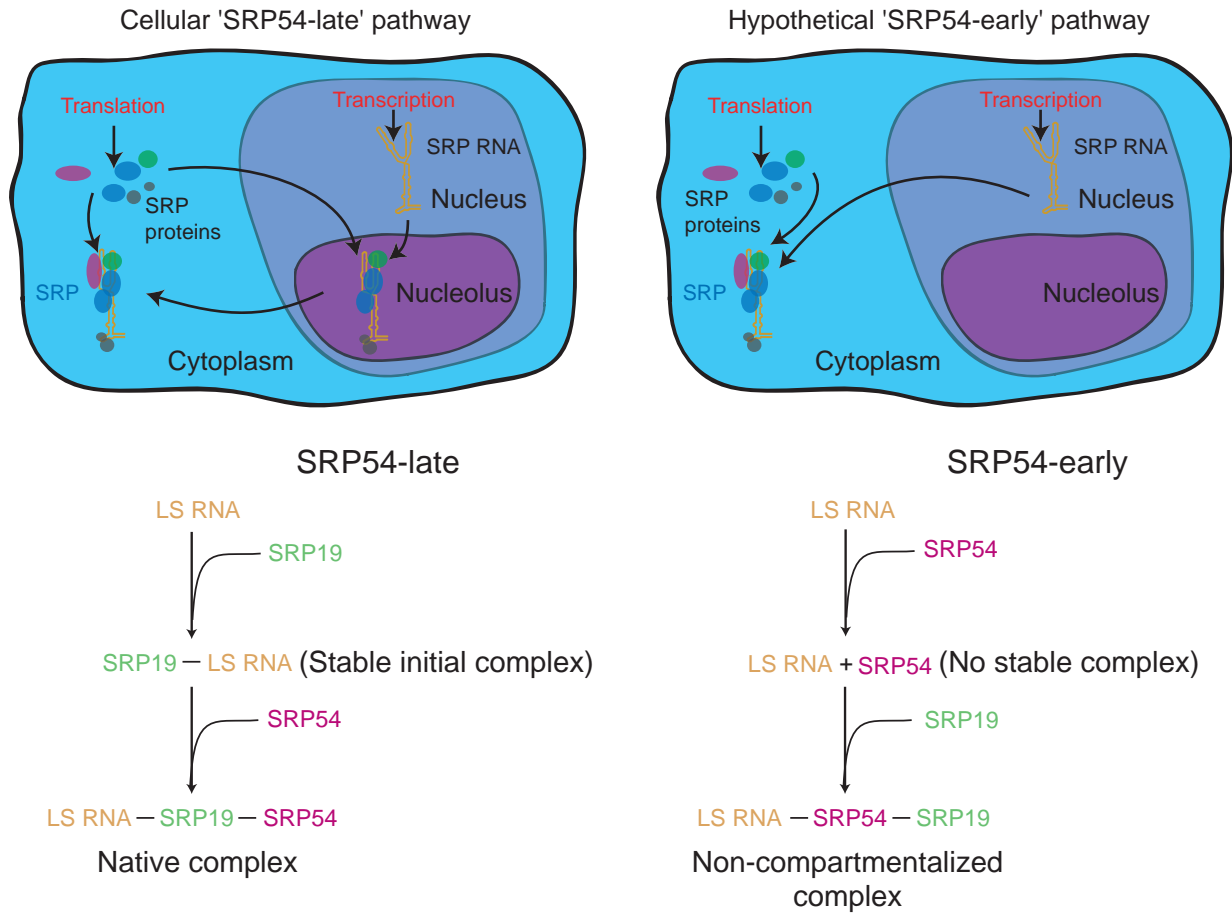 Cellular 'SRP54-late' pathway
Translation
Transcription
SRP RNA
Nucleus
SRP
proteins
SRP
Nucleolus
Cytoplasm
Hypothetical 'SRP54-early' pathway
Translation
Transcription
SRP RNA
Nucleus
SRP
proteins
SRP
Nucleolus
Cytoplasm
SRP54-late
LS RNA
SRP19
SRP19 — LS RNA (Stable initial complex)
SRP54
LS RNA — SRP19 — SRP54
Native complex
SRP54-early
LS RNA
SRP54
LS RNA + SRP54 (No stable complex)
SRP19
LS RNA — SRP54 — SRP19
Non-compartmentalized
complex